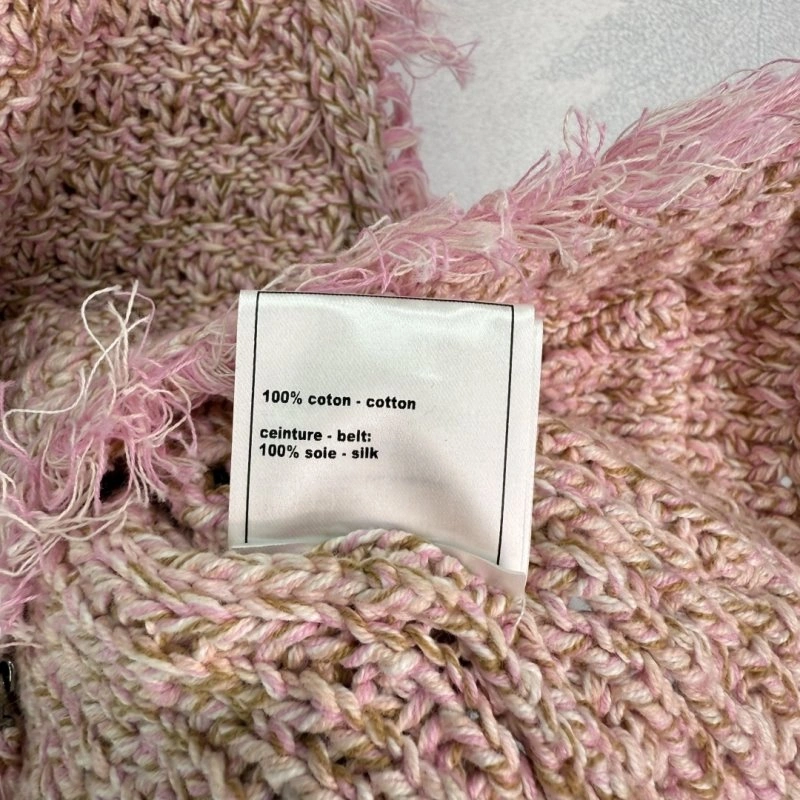 100% coton - cotton
ceinture - belt:
100% soie - silk